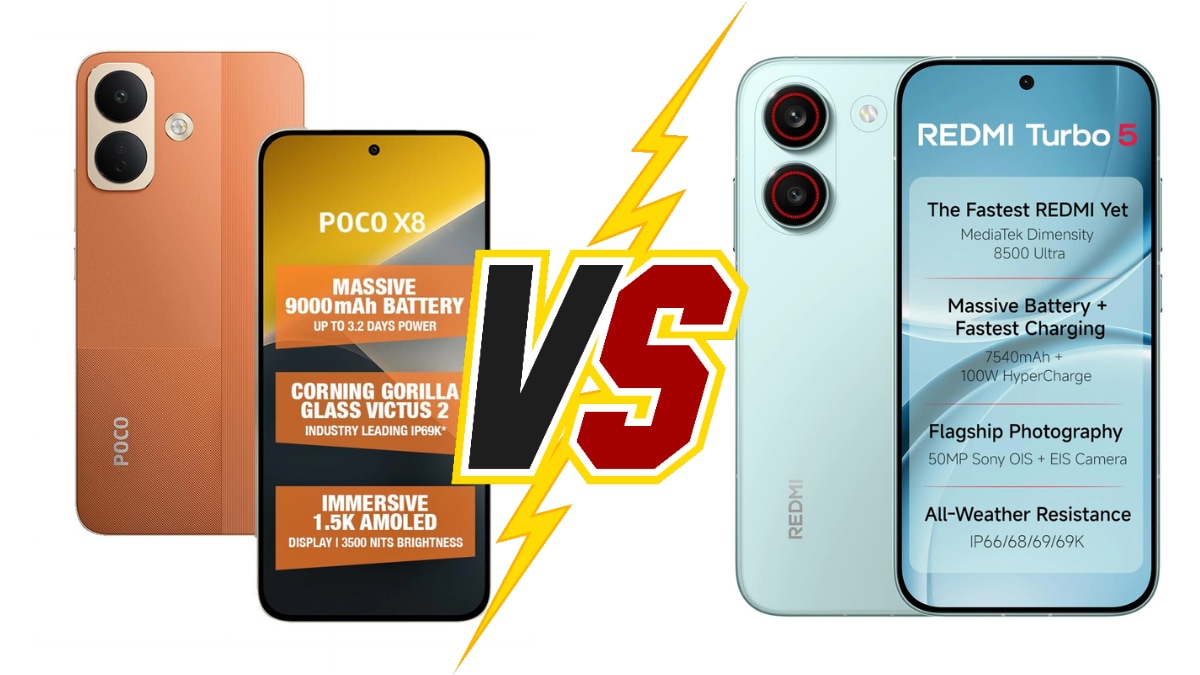 POCO
POCO X8
MASSIVE
9000mAh BATTERY
UP TO 3.2 DAYS POWER
CORNING GORILLA
GLASS VICTUS 2
INDUSTRY LEADING IP69K*
IMMERSIVE
1.5K AMOLED
DISPLAY | 3500 NITS BRIGHTNESS
VS
REDMI
REDMI Turbo 5
The Fastest REDMI Yet
MediaTek Dimensity
8500 Ultra
Massive Battery +
Fastest Charging
7540mAh +
100W HyperCharge
Flagship Photography
50MP Sony OIS + EIS Camera
All-Weather Resistance
IP66/68/69/69K